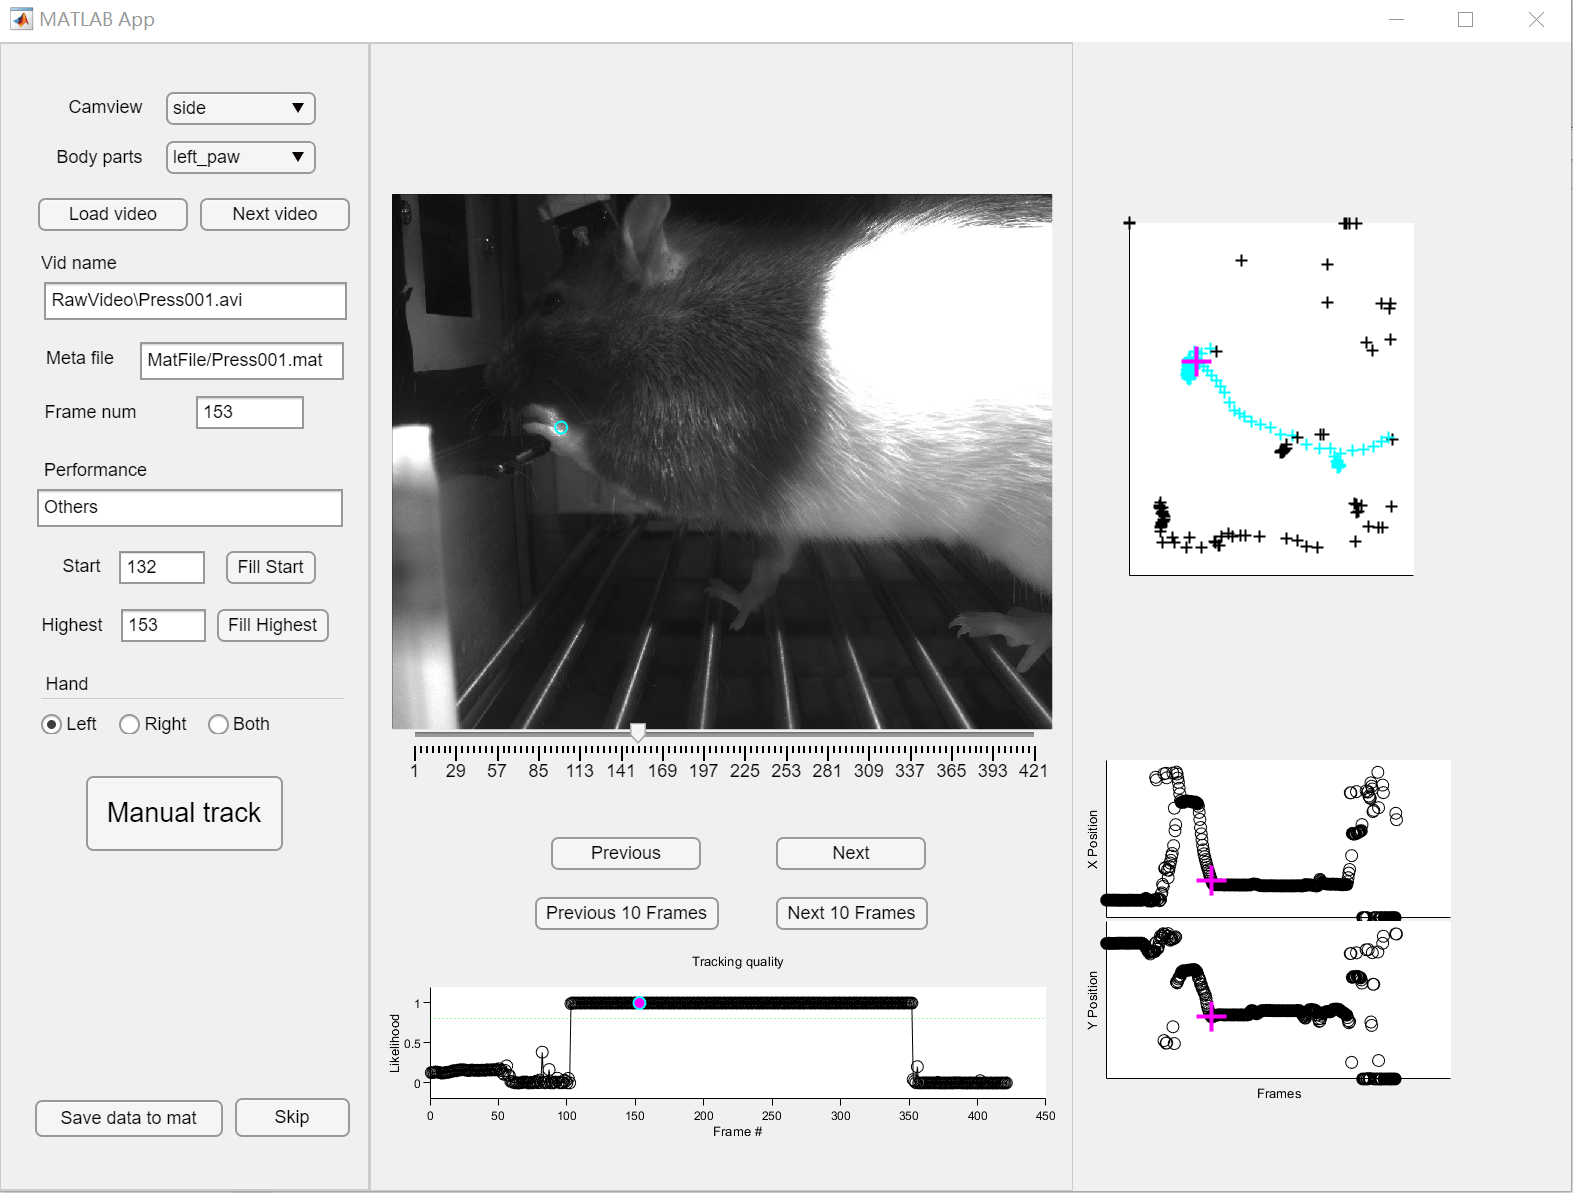 MATLAB App
Camview side
Body parts left_paw
Load video Next video
Vid name
RawVideo\Press001.avi
Meta file MatFile/Press001.mat
Frame num 153
Performance
Others
Start 132 Fill Start
Highest 153 Fill Highest
Hand
Left Right Both
Manual track
Save data to mat Skip
1 29 57 85 113 141 169 197 225 253 281 309 337 365 393 421
Previous Next
Previous 10 Frames Next 10 Frames
Tracking quality
Likelihood
1
0.5
0
0 50 100 150 200 250 300 350 400 450
Frame #
X Position
Y Position
Frames